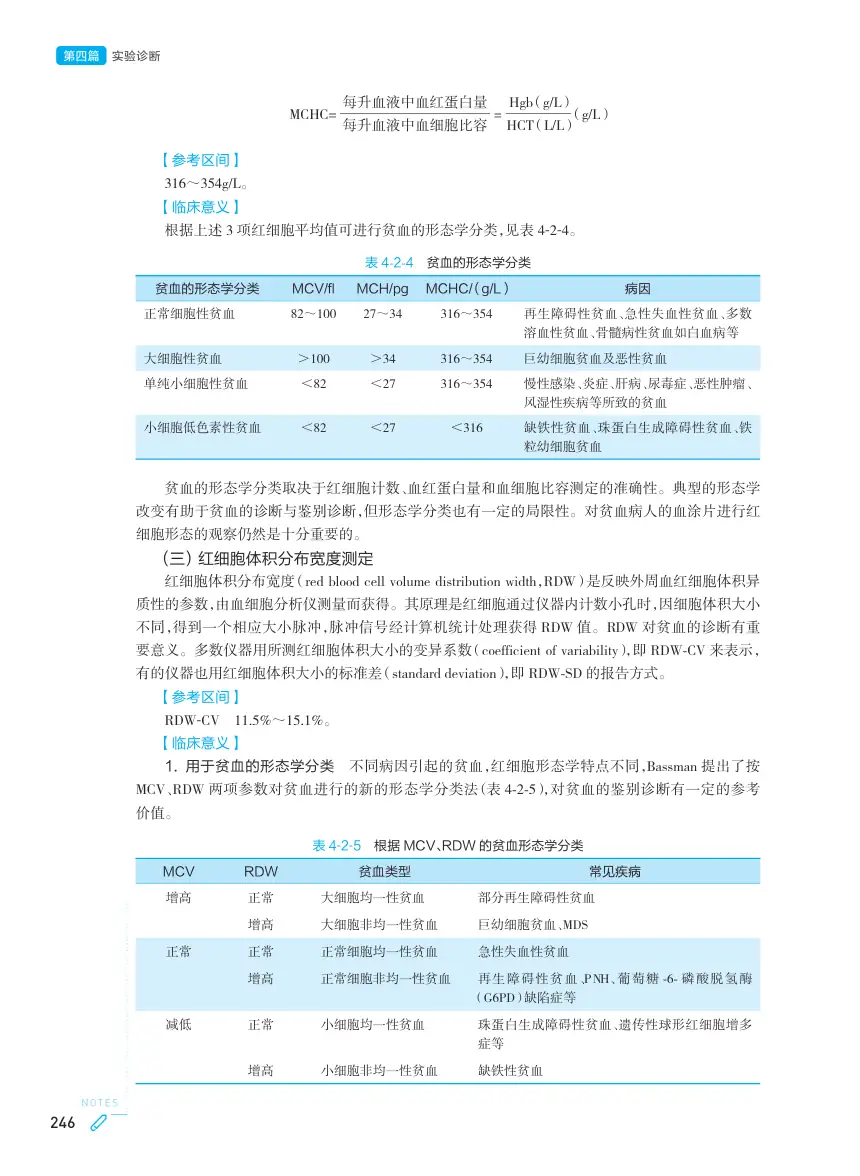 第四篇 实验诊断
MCHC=每升血液中血红蛋白量/每升血液中血细胞比容=Hgb(g/L)/HCT(L/L)(g/L)
【参考区间】
316～354g/L。
【临床意义】
根据上述 3 项红细胞平均值可进行贫血的形态学分类,见表 4-2-4。
表 4-2-4 贫血的形态学分类
贫血的形态学分类 MCV/fl MCH/pg MCHC/(g/L) 病因
正常细胞性贫血 82～100 27～34 316～354 再生障碍性贫血、急性失血性贫血、多数
溶血性贫血、骨髓病性贫血如白血病等
大细胞性贫血 >100 >34 316～354 巨幼细胞贫血及恶性贫血
单纯小细胞性贫血 <82 <27 316～354 慢性感染、炎症、肝病、尿毒症、恶性肿瘤、
风湿性疾病等所致的贫血
小细胞低色素性贫血 <82 <27 <316 缺铁性贫血、珠蛋白生成障碍性贫血、铁
粒幼细胞贫血
贫血的形态学分类取决于红细胞计数、血红蛋白量和血细胞比容测定的准确性。典型的形态学
改变有助于贫血的诊断与鉴别诊断,但形态学分类也有一定的局限性。对贫血病人的血涂片进行红
细胞形态的观察仍然是十分重要的。
(三)红细胞体积分布宽度测定
红细胞体积分布宽度(red blood cell volume distribution width,RDW)是反映外周血红细胞体积异
质性的参数,由血细胞分析仪测量而获得。其原理是红细胞通过仪器内计数小孔时,因细胞体积大小
不同,得到一个相应大小脉冲,脉冲信号经计算机统计处理获得 RDW 值。RDW 对贫血的诊断有重
要意义。多数仪器用所测红细胞体积大小的变异系数(coefficient of variability),即 RDW-CV 来表示,
有的仪器也用红细胞体积大小的标准差(standard deviation),即 RDW-SD 的报告方式。
【参考区间】
RDW-CV 11.5%～15.1%。
【临床意义】
1. 用于贫血的形态学分类 不同病因引起的贫血,红细胞形态学特点不同,Bassman 提出了按
MCV、RDW 两项参数对贫血进行的新的形态学分类法(表 4-2-5),对贫血的鉴别诊断有一定的参考
价值。
表 4-2-5 根据 MCV、RDW 的贫血形态学分类
MCV RDW 贫血类型 常见疾病
增高 正常 大细胞均一性贫血 部分再生障碍性贫血
增高 大细胞非均一性贫血 巨幼细胞贫血、MDS
正常 正常 正常细胞均一性贫血 急性失血性贫血
增高 正常细胞非均一性贫血 再生障碍性贫血、PNH、葡萄糖-6-磷酸脱氢酶
(G6PD)缺陷症等
减低 正常 小细胞均一性贫血 珠蛋白生成障碍性贫血、遗传性球形红细胞增多
症等
增高 小细胞非均一性贫血 缺铁性贫血
NOTES
246